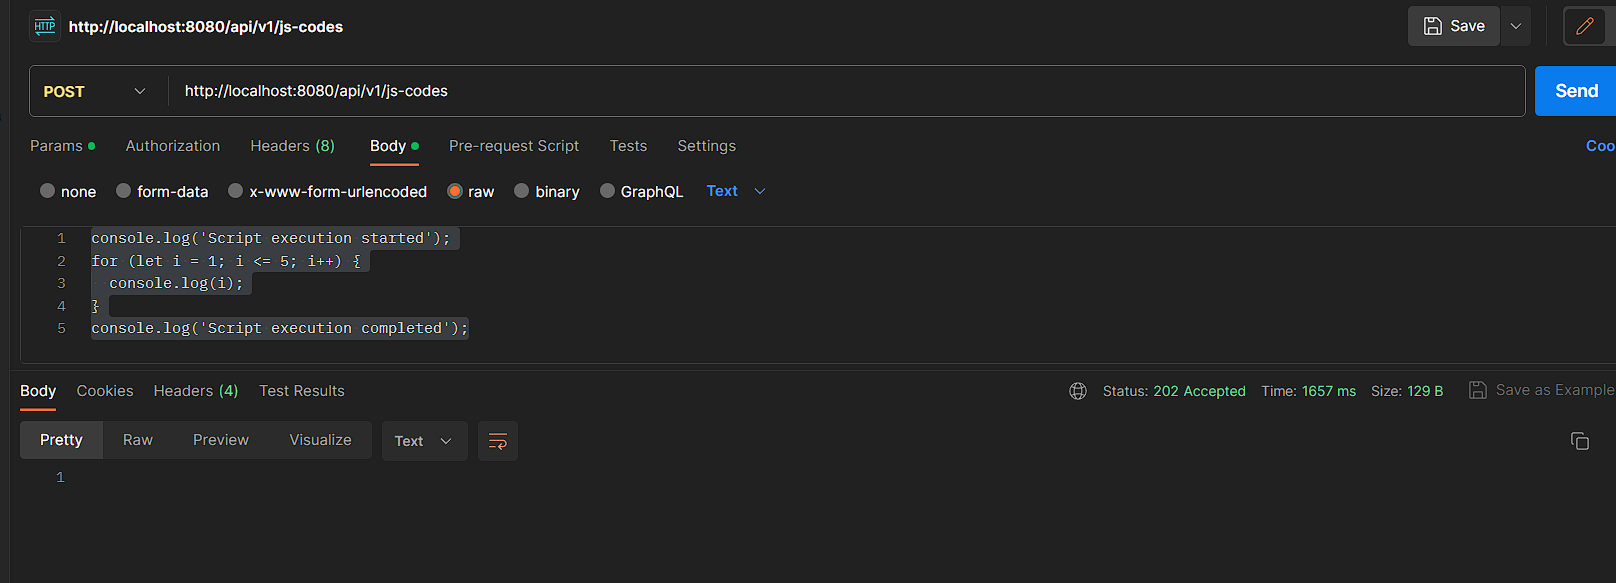 HTTP http://localhost:8080/api/v1/js-codes Save
POST http://localhost:8080/api/v1/js-codes Send
Params Authorization Headers (8) Body Pre-request Script Tests Settings Coo
none form-data x-www-form-urlencoded raw binary GraphQL Text
1 console.log('Script execution started');
2 for (let i = 1; i <= 5; i++) {
3 console.log(i);
4 }
5 console.log('Script execution completed');
Body Cookies Headers (4) Test Results Status: 202 Accepted Time: 1657 ms Size: 129 B Save as Example
Pretty Raw Preview Visualize Text
1